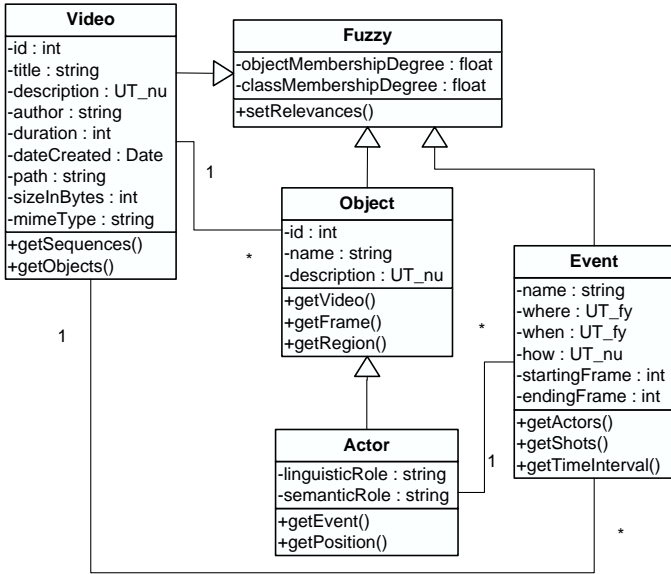 Video
-id : int
-title : string
-description : UT_nu
-author : string
-duration : int
-dateCreated : Date
-path : string
-sizeInBytes : int
-mimeType : string
+getSequences()
+getObjects()
Fuzzy
-objectMembershipDegree : float
-classMembershipDegree : float
+setRelevances()
1
*
Object
-id : int
-name : string
-description : UT_nu
+getVideo()
+getFrame()
+getRegion()
Event
-name : string
-where : UT_fy
-when : UT_fy
-how : UT_nu
-startingFrame : int
-endingFrame : int
+getActors()
+getShots()
+getTimeInterval()
1
*
Actor
-linguisticRole : string
-semanticRole : string
+getEvent()
+getPosition()
1
*